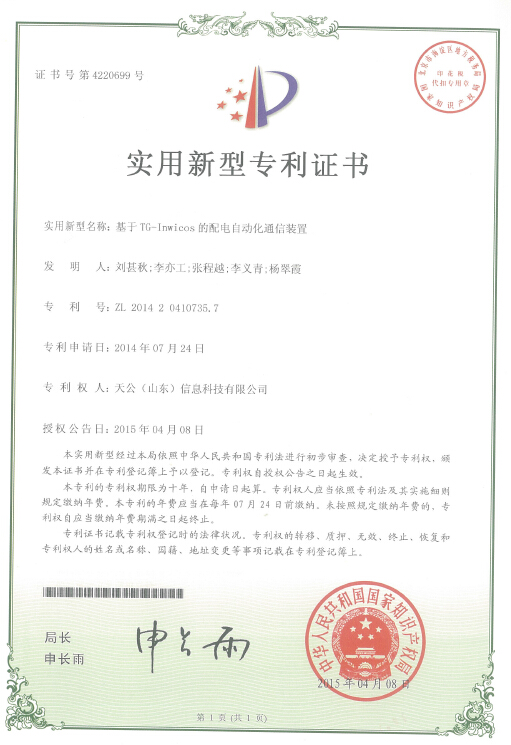 证书号第4220699号
北京市海淀区地方税务局
印花税
代扣专用章
国家知识产权局
实用新型专利证书
实用新型名称：基于TG-Inwicos的配电自动化通信装置
发明人：刘甚秋;李亦工;张程越;李义青;杨翠霞
专利号：ZL 2014 2 0410735.7
专利申请日：2014年07月24日
专利权人：天公（山东）信息科技有限公司
授权公告日：2015年04月08日
本实用新型经过本局依照中华人民共和国专利法进行初步审查，决定授予专利权，颁
发本证书并在专利登记簿上予以登记。专利权自授权公告之日起生效。
本专利的专利权期限为十年，自申请日起算。专利权人应当依照专利法及其实施细则
规定缴纳年费。本专利的年费应当在每年07月24日前缴纳。未按照规定缴纳年费的，专
利权自应当缴纳年费期满之日起终止。
专利证书记载专利权登记时的法律状况。专利权的转移、质押、无效、终止、恢复和
专利权人的姓名或名称、国籍、地址变更等事项记载在专利登记簿上。
局长
申长雨
申长雨
中华人民共和国国家知识产权局
2015年04月08日
第1页（共1页）